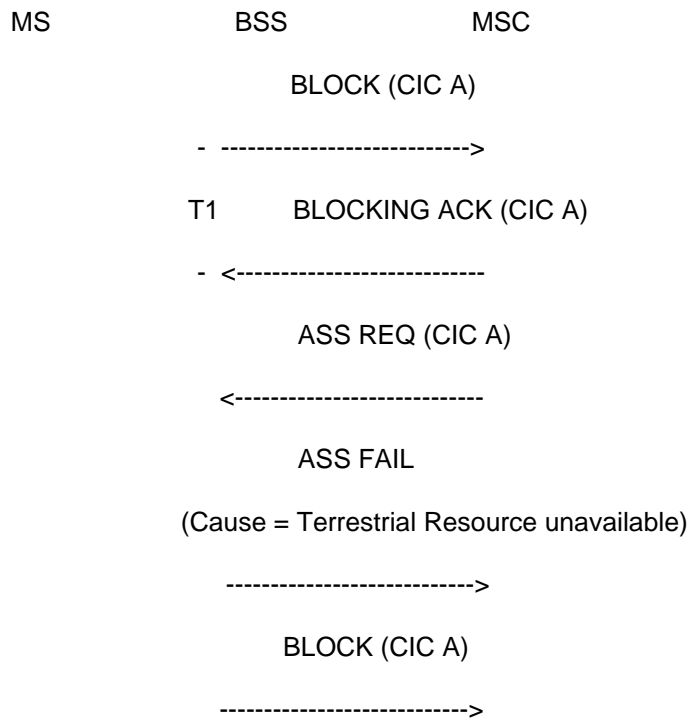 MS BSS MSC
BLOCK (CIC A)
- ---------------------------->
T1 BLOCKING ACK (CIC A)
- <----------------------------
ASS REQ (CIC A)
<----------------------------
ASS FAIL
(Cause = Terrestrial Resource unavailable)
---------------------------->
BLOCK (CIC A)
---------------------------->